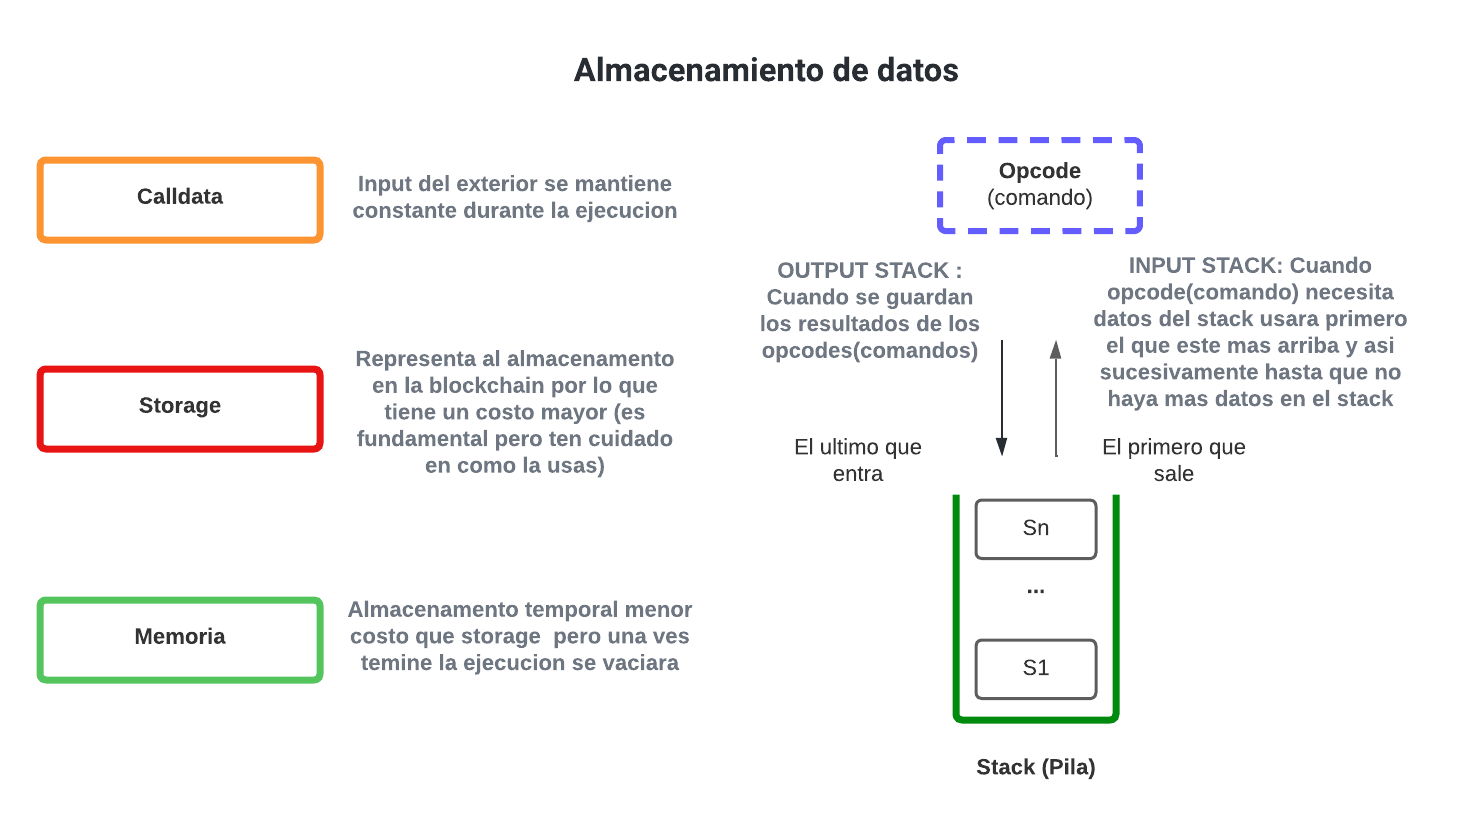 Almacenamiento de datos
Calldata
Input del exterior se mantiene
constante durante la ejecucion
Storage
Representa al almacenamento
en la blockchain por lo que
tiene un costo mayor (es
fundamental pero ten cuidado
en como la usas)
Memoria
Almacenamento temporal menor
costo que storage  pero una ves
temine la ejecucion se vaciara
Opcode
(comando)
OUTPUT STACK :
Cuando se guardan
los resultados de los
opcodes(comandos)
INPUT STACK: Cuando
opcode(comando) necesita
datos del stack usara primero
el que este mas arriba y asi
sucesivamente hasta que no
haya mas datos en el stack
El ultimo que
entra
El primero que
sale
Sn
...
S1
Stack (Pila)